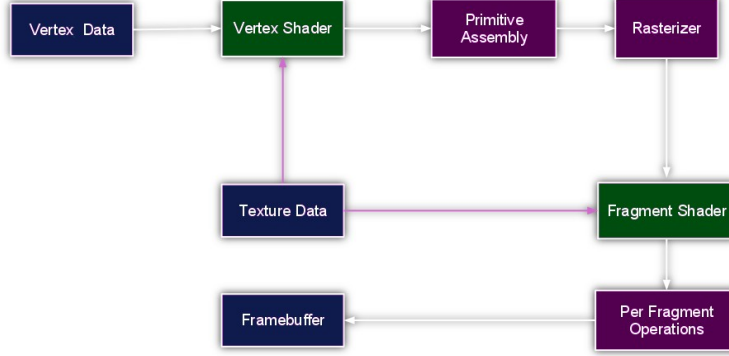 Vertex Data
Vertex Shader
Primitive
Assembly
Rasterizer
Texture Data
Fragment Shader
Framebuffer
Per Fragment
Operations